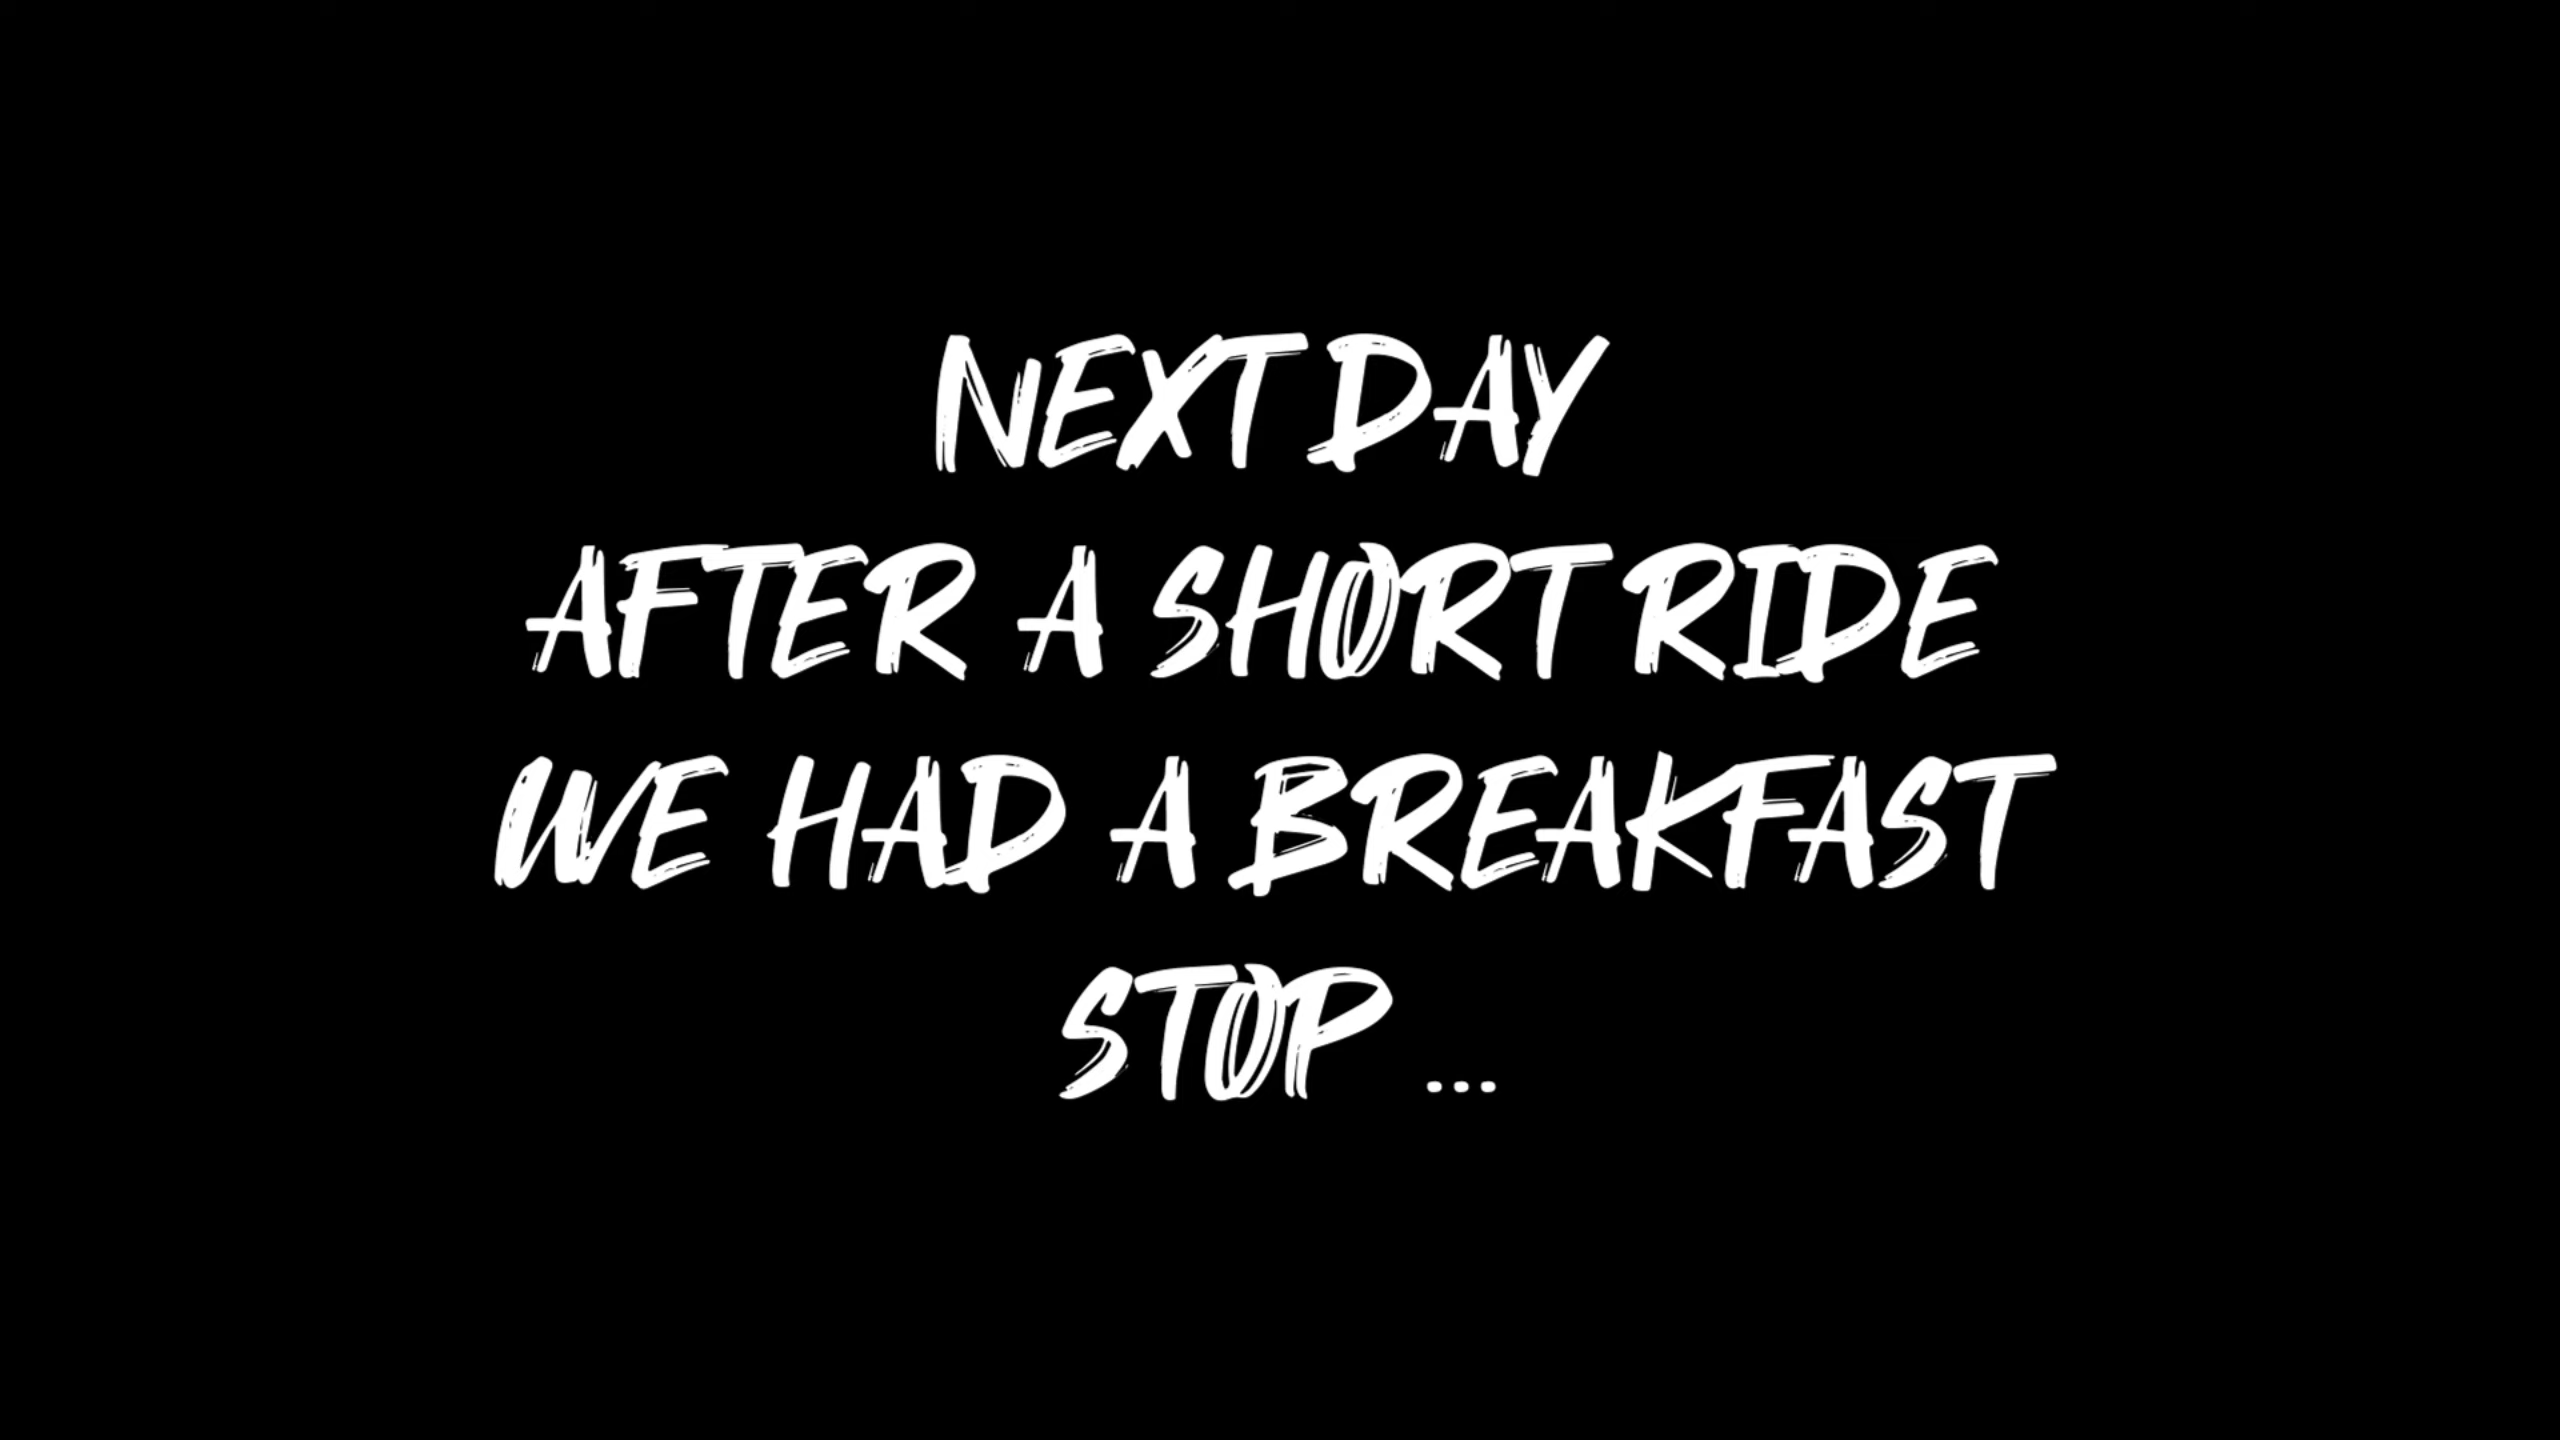 NEXT DAY
AFTER A SHORT RIDE
WE HAD A BREAKFAST
STOP ...